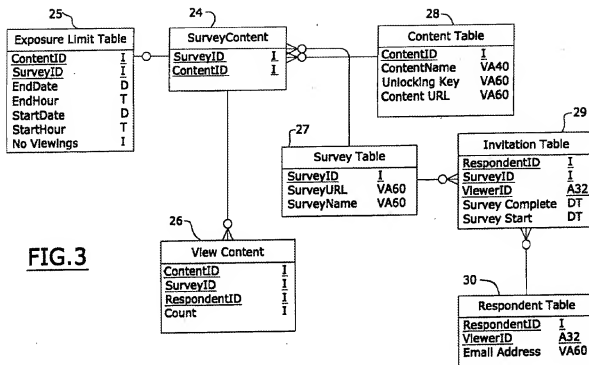 25
Exposure Limit Table
ContentID I
SurveyID I
EndDate D
EndHour T
StartDate D
StartHour T
No Viewings I
24
SurveyContent
SurveyID I
ContentID I
28
Content Table
ContentID I
ContentName VA40
Unlocking Key VA60
Content URL VA60
27
Survey Table
SurveyID I
SurveyURL VA60
SurveyName VA60
29
Invitation Table
RespondentID I
SurveyID I
ViewerID A32
Survey Complete DT
Survey Start DT
26
View Content
ContentID I
SurveyID I
RespondentID I
Count I
FIG.3
30
Respondent Table
RespondentID I
ViewerID A32
Email Address VA60